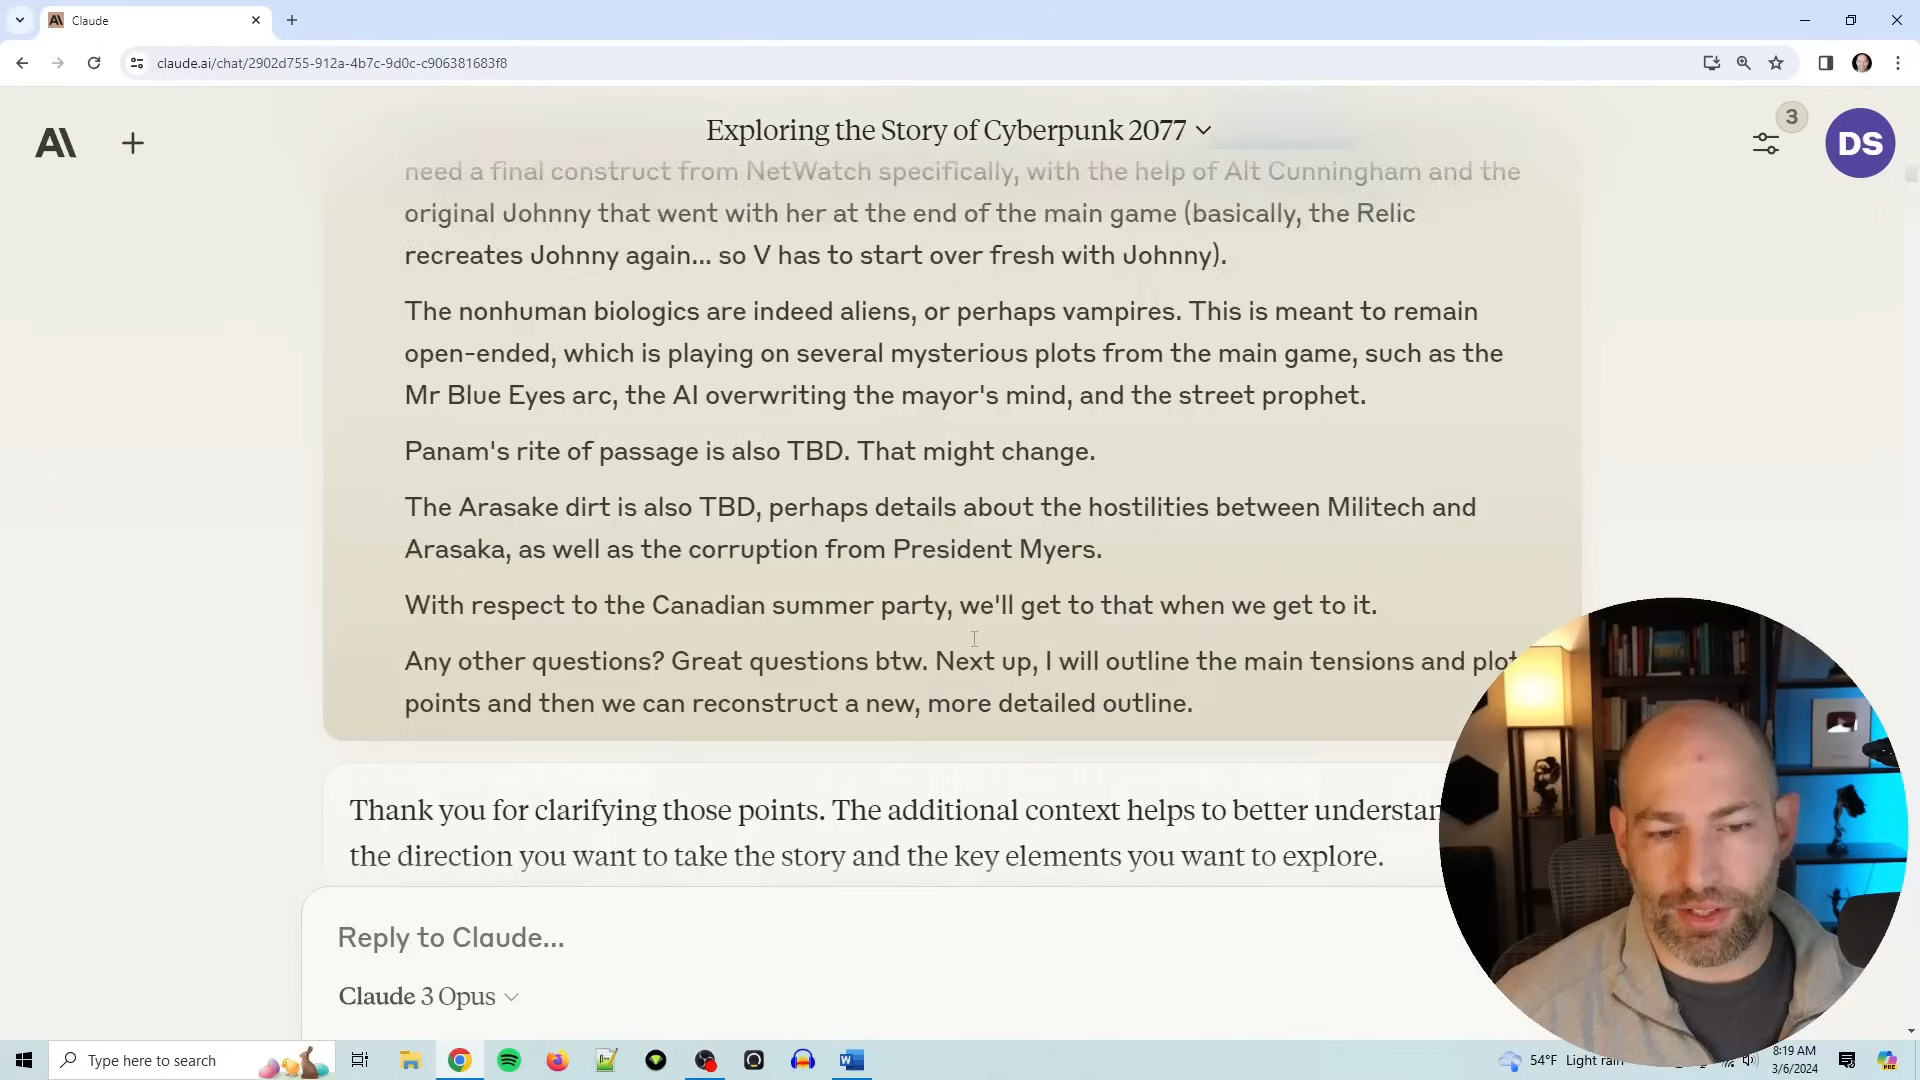 Claude
claude.ai/chat/2902d755-912a-4b7c-9d0c-c906381683f8
Exploring the Story of Cyberpunk 2077
3
DS
need a final construct from NetWatch specifically, with the help of Alt Cunningham and the
original Johnny that went with her at the end of the main game (basically, the Relic
recreates Johnny again... so V has to start over fresh with Johnny).
The nonhuman biologics are indeed aliens, or perhaps vampires. This is meant to remain
open-ended, which is playing on several mysterious plots from the main game, such as the
Mr Blue Eyes arc, the AI overwriting the mayor's mind, and the street prophet.
Panam's rite of passage is also TBD. That might change.
The Arasake dirt is also TBD, perhaps details about the hostilities between Militech and
Arasaka, as well as the corruption from President Myers.
With respect to the Canadian summer party, we'll get to that when we get to it.
Any other questions? Great questions btw. Next up, I will outline the main tensions and plot
points and then we can reconstruct a new, more detailed outline.
Thank you for clarifying those points. The additional context helps to better understan
the direction you want to take the story and the key elements you want to explore.
Reply to Claude...
Claude 3 Opus
Type here to search
54°F Light rain
8:19 AM
3/6/2024